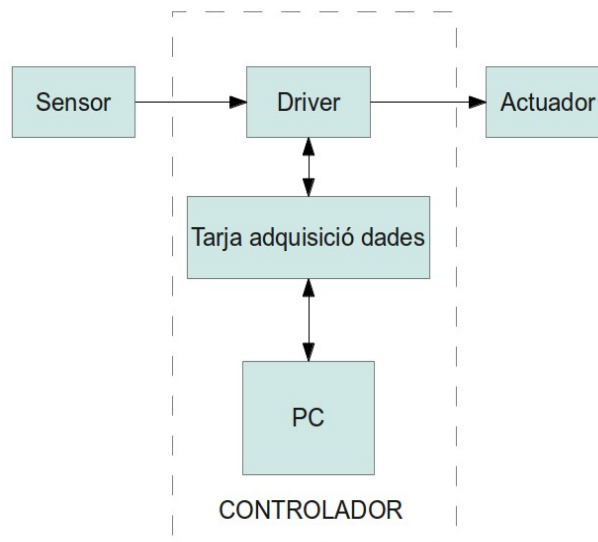 Sensor
Driver
Actuador
Tarja adquisició dades
PC
CONTROLADOR